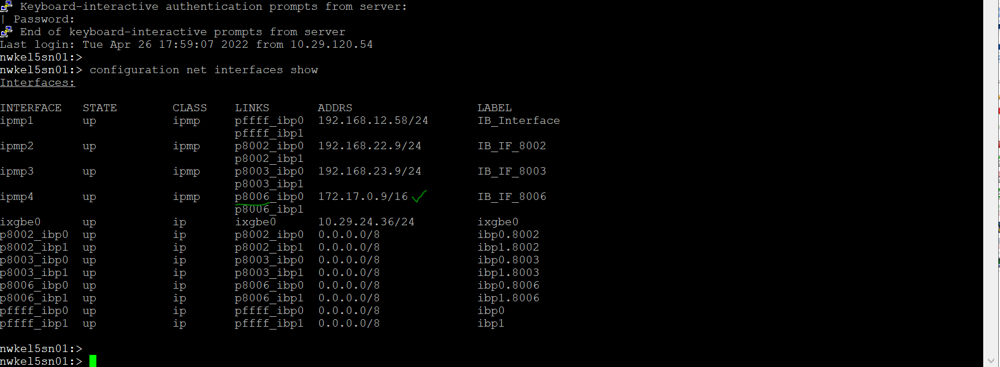 Keyboard-interactive authentication prompts from server:
| Password:
End of keyboard-interactive prompts from server
Last login: Tue Apr 26 17:59:07 2022 from 10.29.120.54
nwkel5sn01:>
nwkel5sn01:> configuration net interfaces show
Interfaces:
INTERFACE STATE CLASS LINKS ADDRS LABEL
ipmp1 up ipmp pffff_ibp0 192.168.12.58/24 IB_Interface
pffff_ibp1
ipmp2 up ipmp p8002_ibp0 192.168.22.9/24 IB_IF_8002
p8002_ibp1
ipmp3 up ipmp p8003_ibp0 192.168.23.9/24 IB_IF_8003
p8003_ibp1
ipmp4 up ipmp p8006_ibp0 172.17.0.9/16 IB_IF_8006
p8006_ibp1
ixgbe0 up ip ixgbe0 10.29.24.36/24 ixgbe0
p8002_ibp0 up ip p8002_ibp0 0.0.0.0/8 ibp0.8002
p8002_ibp1 up ip p8002_ibp1 0.0.0.0/8 ibp1.8002
p8003_ibp0 up ip p8003_ibp0 0.0.0.0/8 ibp0.8003
p8003_ibp1 up ip p8003_ibp1 0.0.0.0/8 ibp1.8003
p8006_ibp0 up ip p8006_ibp0 0.0.0.0/8 ibp0.8006
p8006_ibp1 up ip p8006_ibp1 0.0.0.0/8 ibp1.8006
pffff_ibp0 up ip pffff_ibp0 0.0.0.0/8 ibp0
pffff_ibp1 up ip pffff_ibp1 0.0.0.0/8 ibp1
nwkel5sn01:>
nwkel5sn01:>